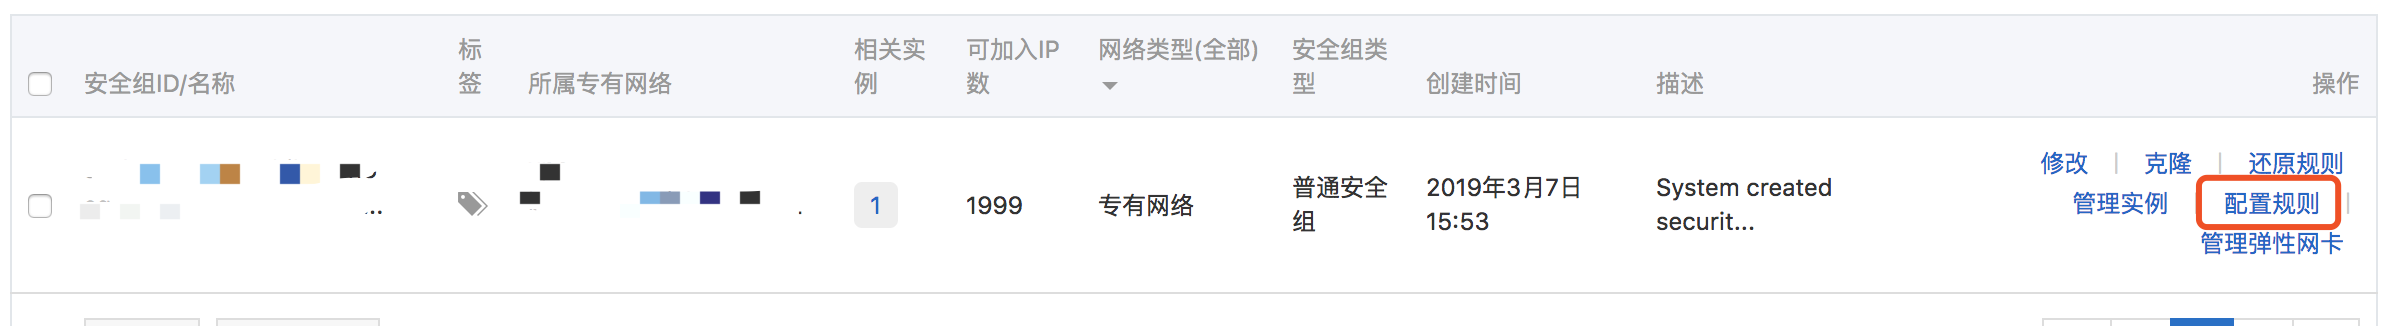 安全组ID/名称
标
签
所属专有网络
相关实
例
可加入IP
数
网络类型(全部)
安全组类
型
创建时间
描述
操作
...
1
1999
专有网络
普通安全
组
2019年3月7日
15:53
System created
securit...
修改 | 克隆 | 还原规则
管理实例 配置规则 |
管理弹性网卡